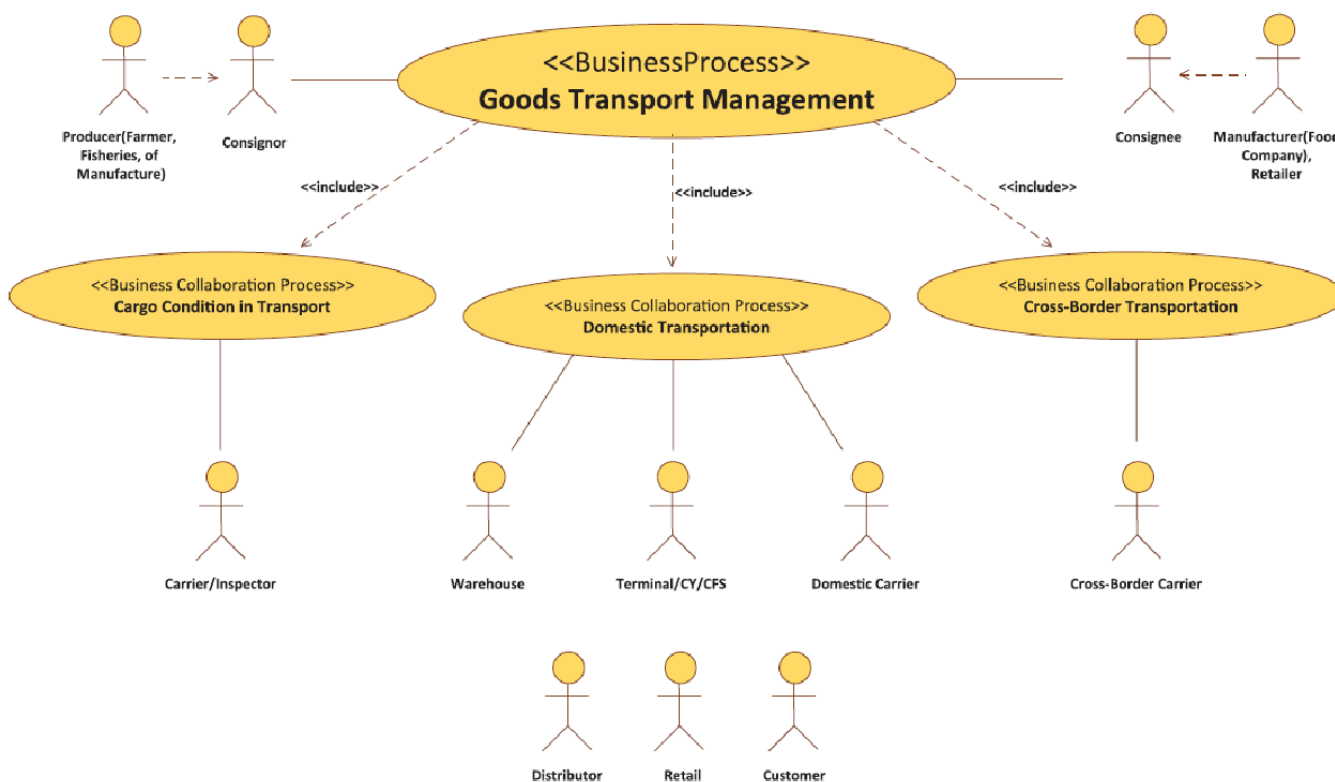 <<BusinessProcess>>
Goods Transport Management
Producer(Farmer,
Fisheries, of
Manufacture)
Consignor
Consignee
Manufacturer(Food
Company),
Retailer
<<include>>
<<include>>
<<include>>
<<Business Collaboration Process>>
Cargo Condition in Transport
<<Business Collaboration Process>>
Domestic Transportation
<<Business Collaboration Process>>
Cross-Border Transportation
Carrier/Inspector
Warehouse
Terminal/CY/CFS
Domestic Carrier
Cross-Border Carrier
Distributor
Retail
Customer